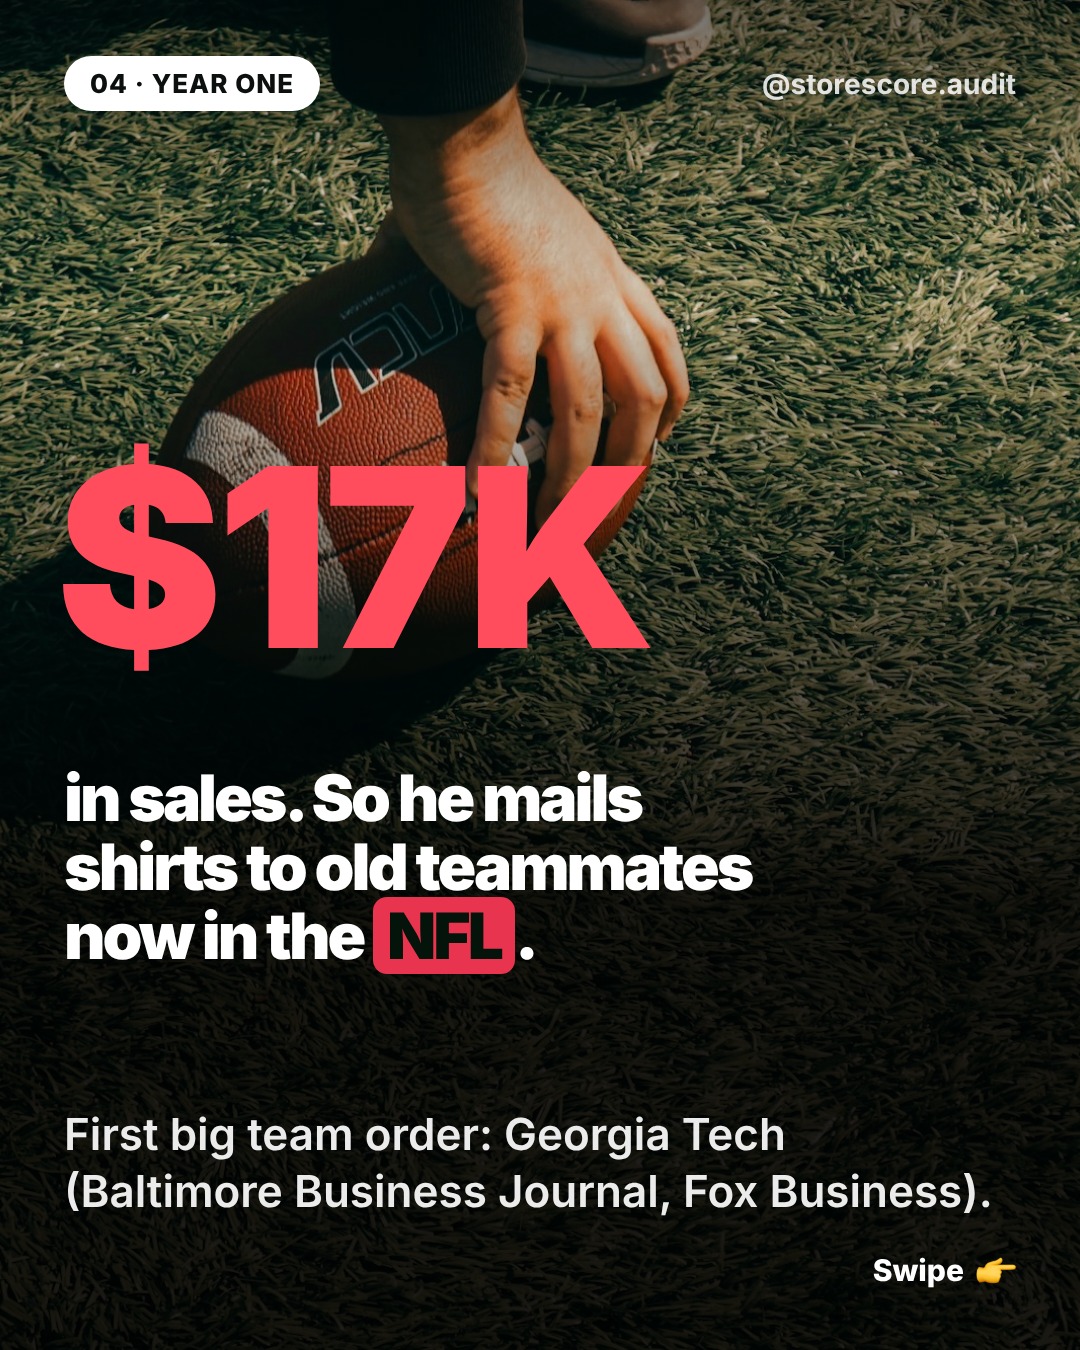 04 · YEAR ONE
@storescore.audit
$17K
in sales. So he mails
shirts to old teammates
now in the NFL.
First big team order: Georgia Tech
(Baltimore Business Journal, Fox Business).
Swipe 👉